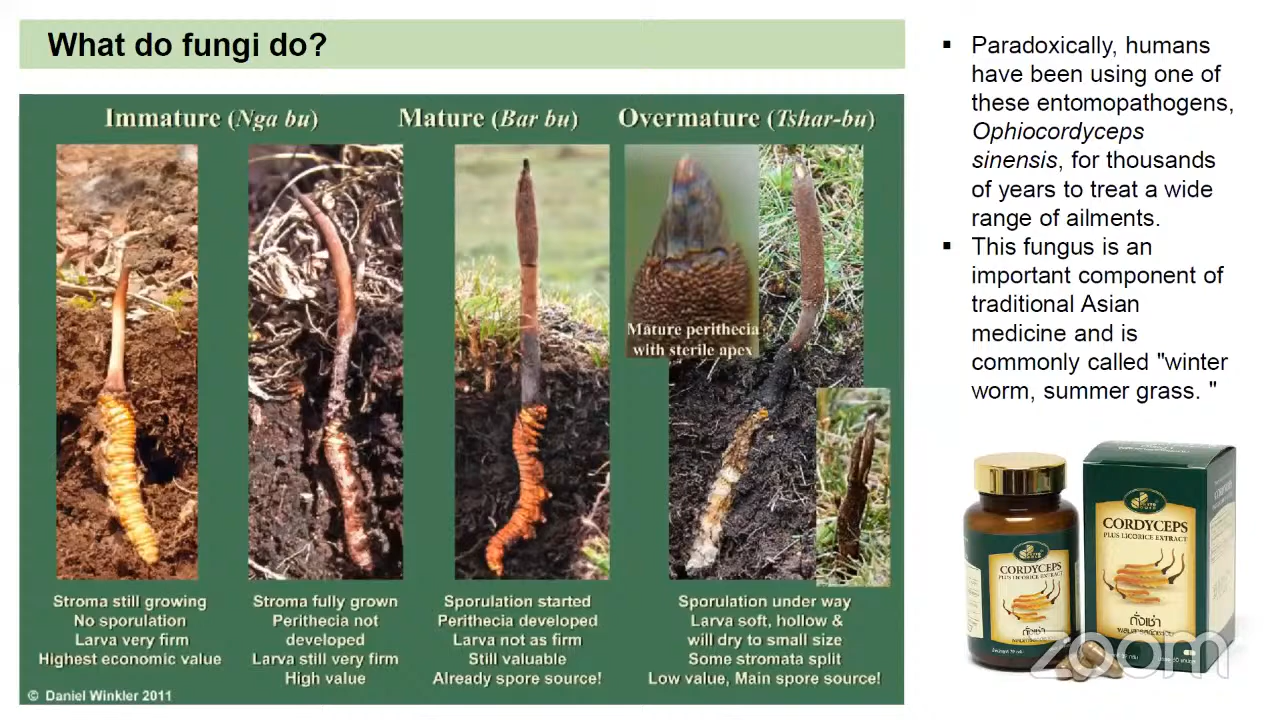 What do fungi do?
Immature (Nga bu)
Mature (Bar bu)
Overmature (Tshar-bu)
Mature perithecia
with sterile apex
Stroma still growing
No sporulation
Larva very firm
Highest economic value
Stroma fully grown
Perithecia not
developed
Larva still very firm
High value
Sporulation started
Perithecia developed
Larva not as firm
Still valuable
Already spore source!
Sporulation under way
Larva soft, hollow &
will dry to small size
Some stromata split
Low value, Main spore source!
© Daniel Winkler 2011
▪ Paradoxically, humans
have been using one of
these entomopathogens,
Ophiocordyceps
sinensis, for thousands
of years to treat a wide
range of ailments.
▪ This fungus is an
important component of
traditional Asian
medicine and is
commonly called "winter
worm, summer grass. "
CORDYCEPS
PLUS LICORICE EXTRACT
ถั่งเช่า
CORDYCEPS
PLUS LICORICE EXTRACT
ถั่งเช่า
zoom